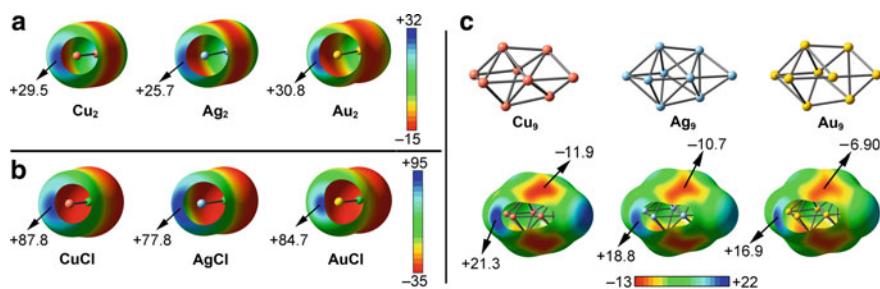 a
+32
+29.5
+25.7
+30.8
Cu₂
Ag₂
Au₂
−15
b
+95
+87.8
+77.8
+84.7
CuCl
AgCl
AuCl
−35
c
Cu₉
Ag₉
Au₉
−11.9
−10.7
−6.90
+21.3
+18.8
+16.9
−13
+22